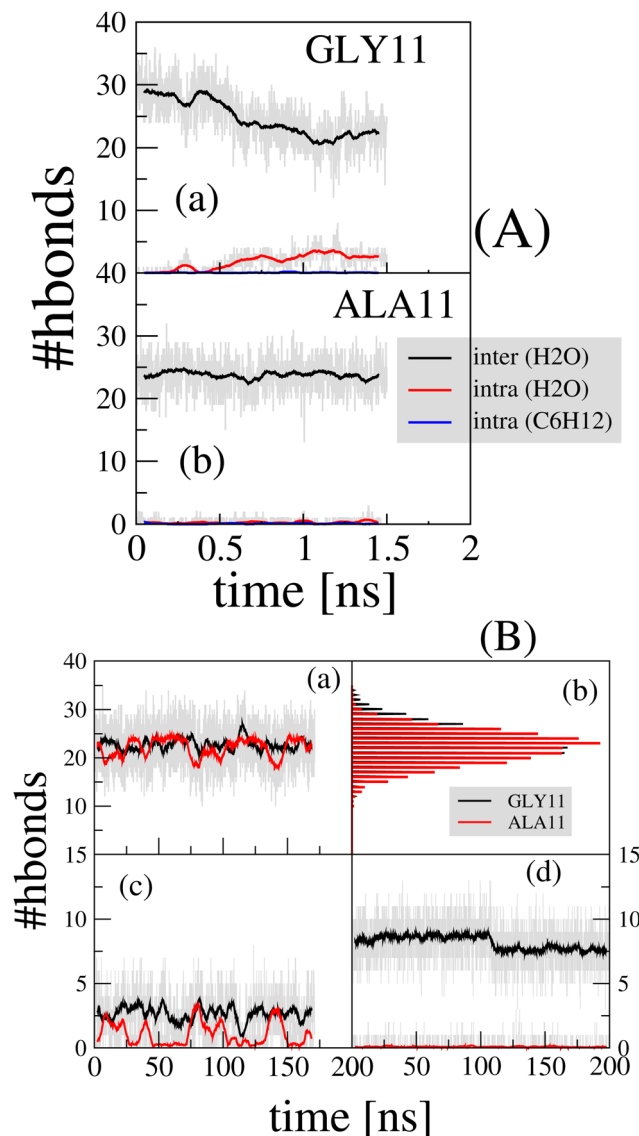 40
GLY11
30
20
(a)
10
(A)
#hbonds
40
ALA11
30
inter (H2O)
20
intra (H2O)
intra (C6H12)
10
(b)
0
0 0.5 1 1.5 2
time [ns]
(B)
40
(a)
(b)
30
20
10
GLY11
ALA11
#hbonds
15 15
(c)
(d)
10 10
5 5
0 0
0 50 100 150 200
0 50 100 150 200
time [ns]